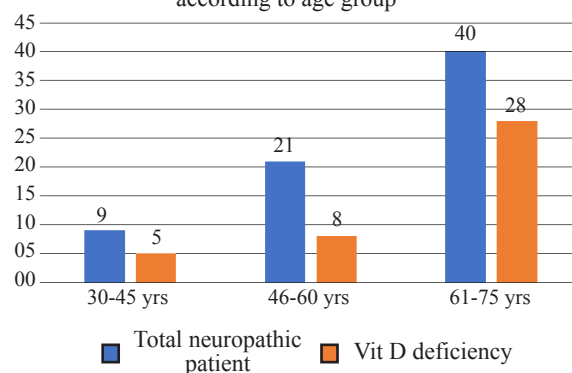 according to age group
45
40
35
30
25
20
15
10
05
00
9
5
21
8
40
28
30-45 yrs
46-60 yrs
61-75 yrs
Total neuropathic
patient
Vit D deficiency